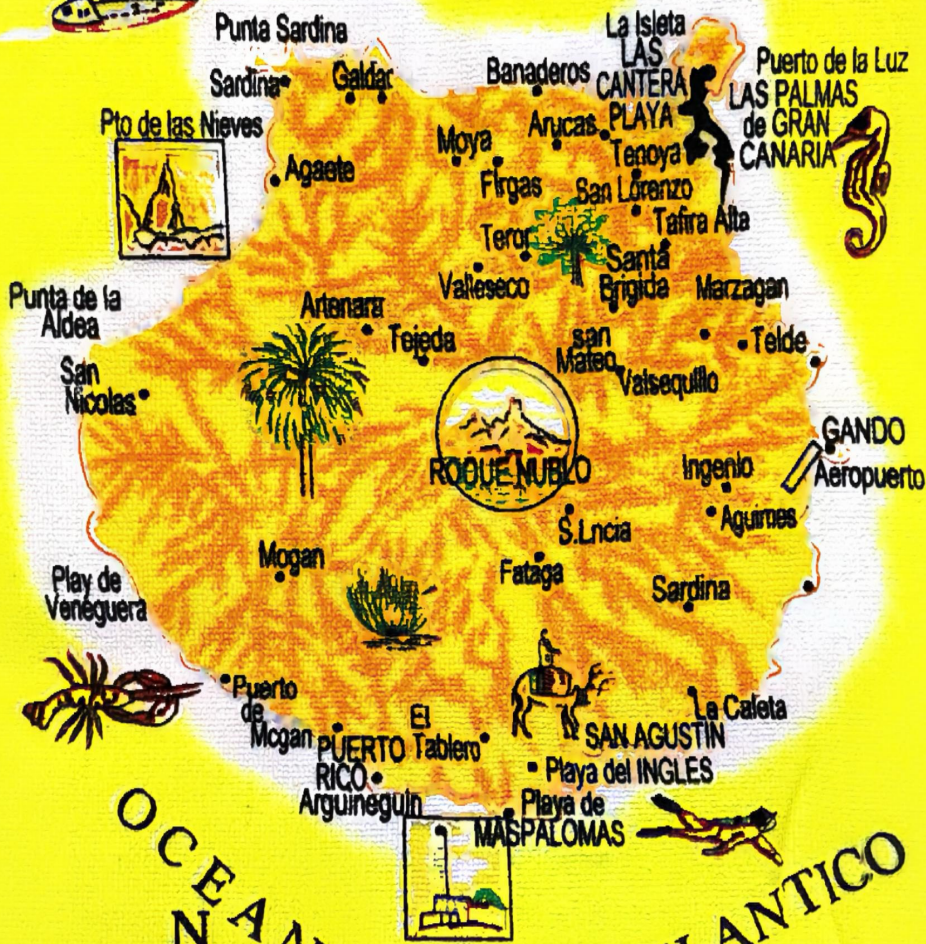 Punta Sardina
La Isleta
LAS
CANTERA
PLAYA
Puerto de la Luz
LAS PALMAS
de GRAN
CANARIA
Sardina
Galdar
Banaderos
Pto de las Nieves
Moya
Arucas
Tenoya
Agaete
Firgas
San Lorenzo
Tafira Alta
Teror
Santa
Brigida
Valleseco
Marzagan
Punta de la
Aldea
Artenara
Tejeda
san
Mateo
Telde
San
Nicolas
Valsequillo
GANDO
Aeropuerto
ROQUE NUBLO
Ingenio
Aguimes
S.Lncia
Mogan
Fataga
Sardina
Play de
Veneguera
Puerto
de
Mogan
El
Tablero
La Caleta
PUERTO
RICO
SAN AGUSTIN
Playa del INGLES
Arguineguin
Playa de
MASPALOMAS
OCEAN
LANTICO
N